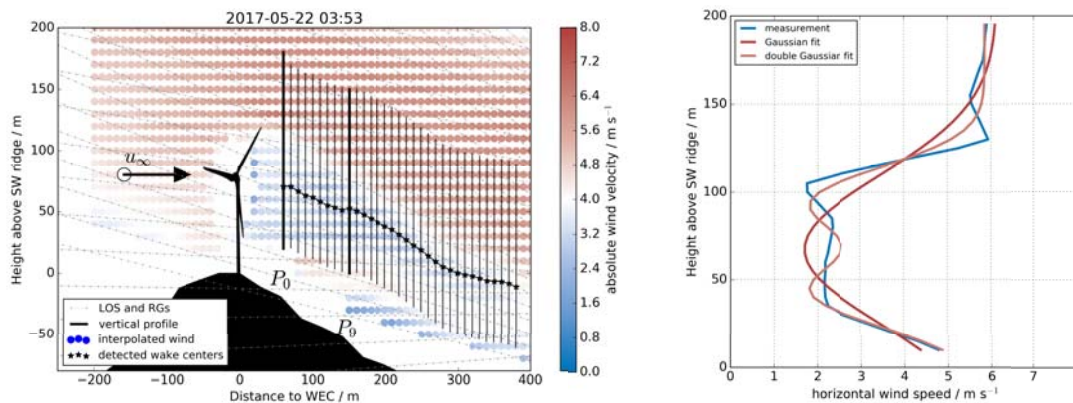 2017-05-22 03:53
200
150
100
50
0
−50
Height above SW ridge / m
u∞
P0
P9
LOS and RGs
vertical profile
interpolated wind
detected wake centers
−200 −100 0 100 200 300 400
Distance to WEC / m
8.0
7.2
6.4
5.6
4.8
4.0
3.2
2.4
1.6
0.8
0.0
absolute wind velocity / m s⁻¹
200
150
100
50
0
Height above SW ridge / m
measurement
Gaussian fit
double Gaussian fit
0 1 2 3 4 5 6 7
horizontal wind speed / m s⁻¹